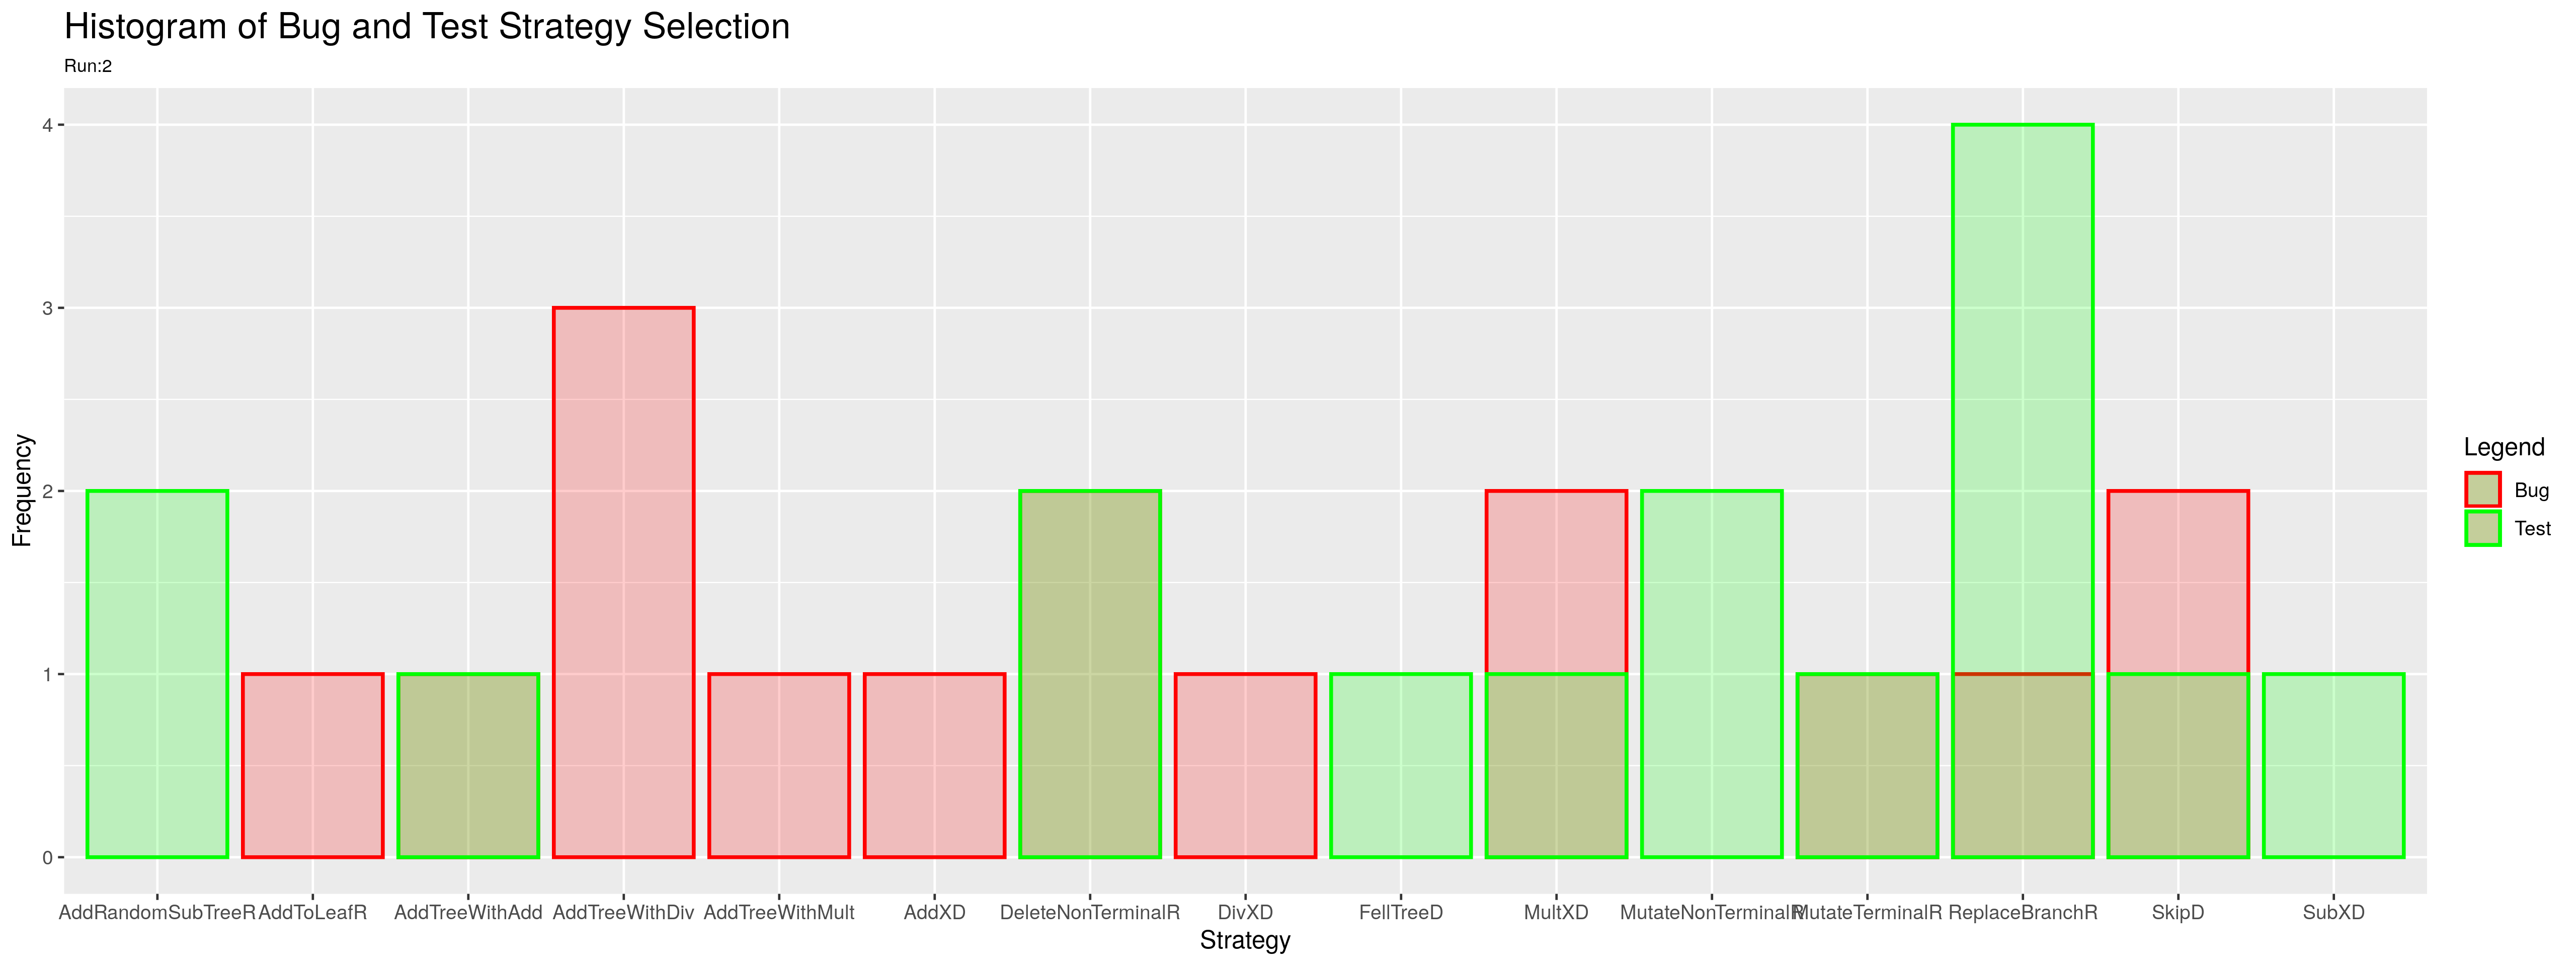 Histogram of Bug and Test Strategy Selection
Run:2
Frequency
4
3
2
1
0
AddRandomSubTreeR AddToLeafR AddTreeWithAdd AddTreeWithDiv AddTreeWithMult AddXD DeleteNonTerminalR DivXD FellTreeD MultXD MutateNonTerminalR MutateTerminalR ReplaceBranchR SkipD SubXD
Strategy
Legend
Bug
Test